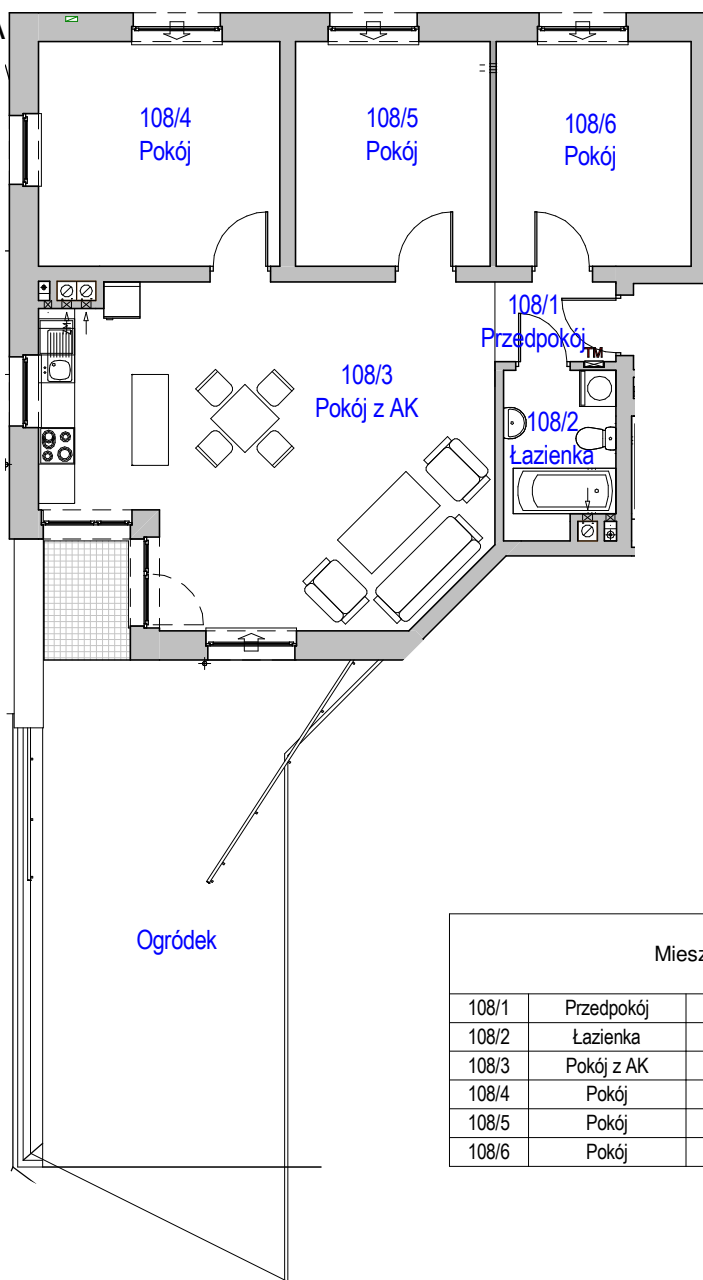 A
108/4
Pokój
108/5
Pokój
108/6
Pokój
108/1
Przedpokój
TM
108/3
Pokój z AK
108/2
Łazienka
Ogródek
Miesz
108/1 Przedpokój
108/2 Łazienka
108/3 Pokój z AK
108/4 Pokój
108/5 Pokój
108/6 Pokój